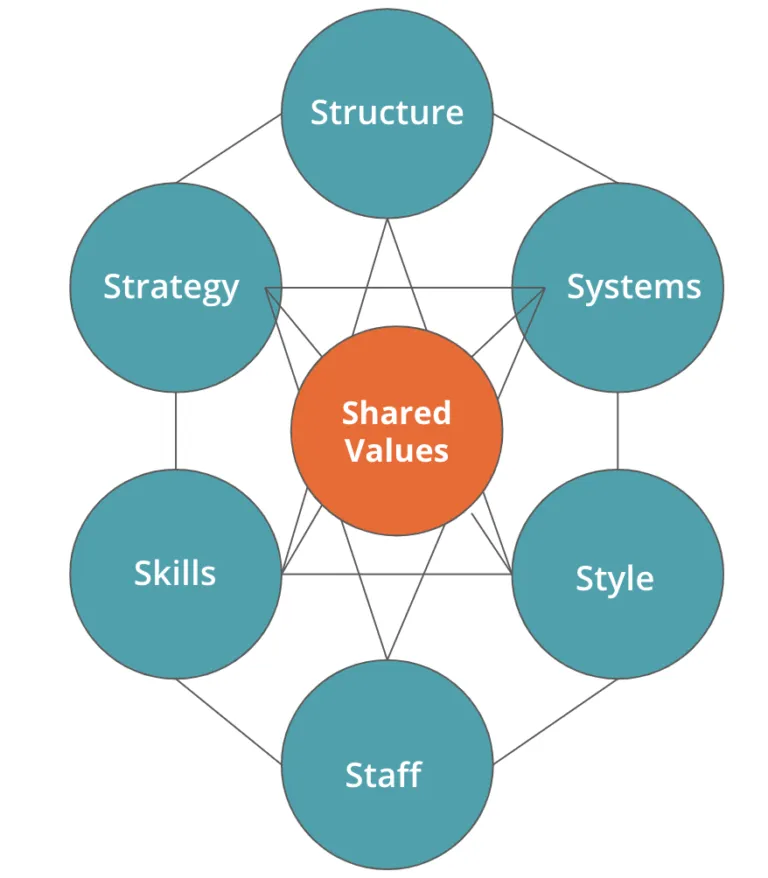 Structure
Strategy
Systems
Shared
Values
Skills
Style
Staff